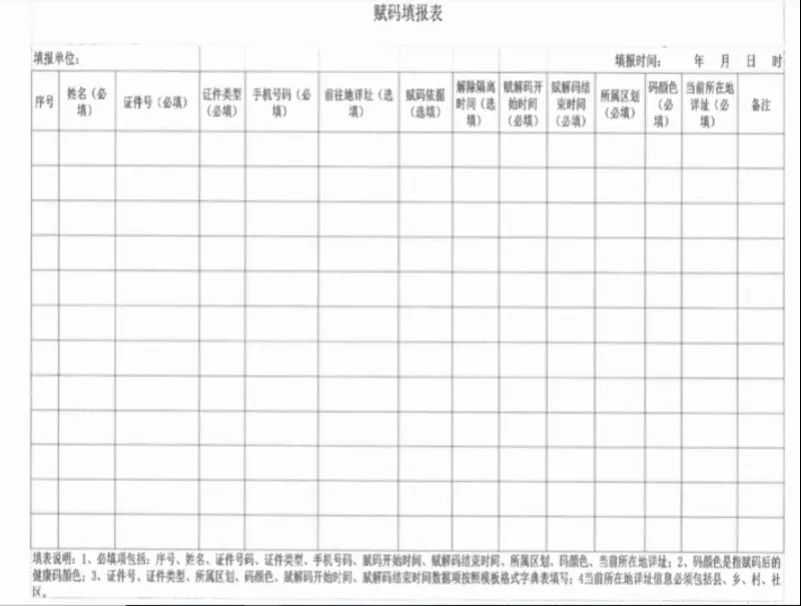 赋码填报表
填报单位： 填报时间： 年 月 日 时
序号 姓名（必填） 证件号（必填） 证件类型（必填） 手机号码（必填） 前往地详址（选填） 赋码依据（选填） 解除隔离时间（选填） 赋解码开始时间（必填） 赋解码结束时间（必填） 所属区划（必填） 码颜色（必填） 当前所在地详址（必填） 备注
填表说明：1、必填项包括：序号、姓名、证件号码、证件类型、手机号码、赋码开始时间、赋解码结束时间、所属区划、码颜色、当前所在地详址；2、码颜色是指赋码后的
健康码颜色；3、证件号、证件类型、所属区划、码颜色、赋解码开始时间、赋解码结束时间数据项按照模板格式字典表填写；4当前所在地详址信息必须包括县、乡、村、社
区。